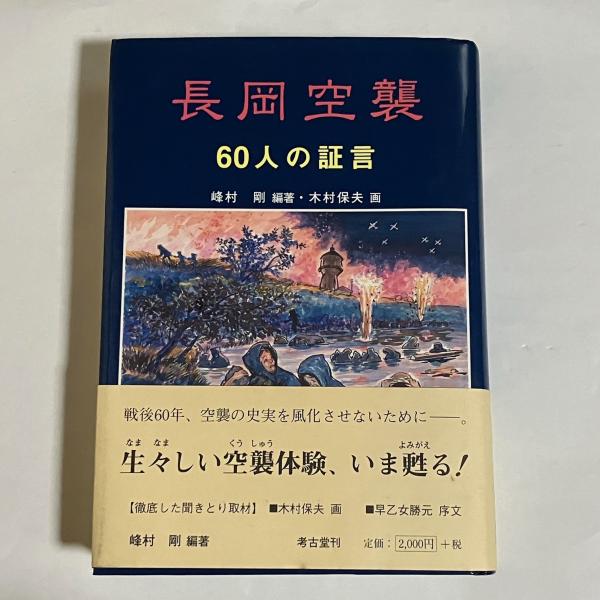 長岡空襲
60人の証言
峰村 剛 編著・木村保夫 画
戦後60年、空襲の史実を風化させないために――。
なま なま くう しゅう よみがえ
生々しい空襲体験、いま甦る!
【徹底した聞きとり取材】 ■木村保夫 画 ■早乙女勝元 序文
峰村 剛 編著 考古堂刊 定価:2,000円+税